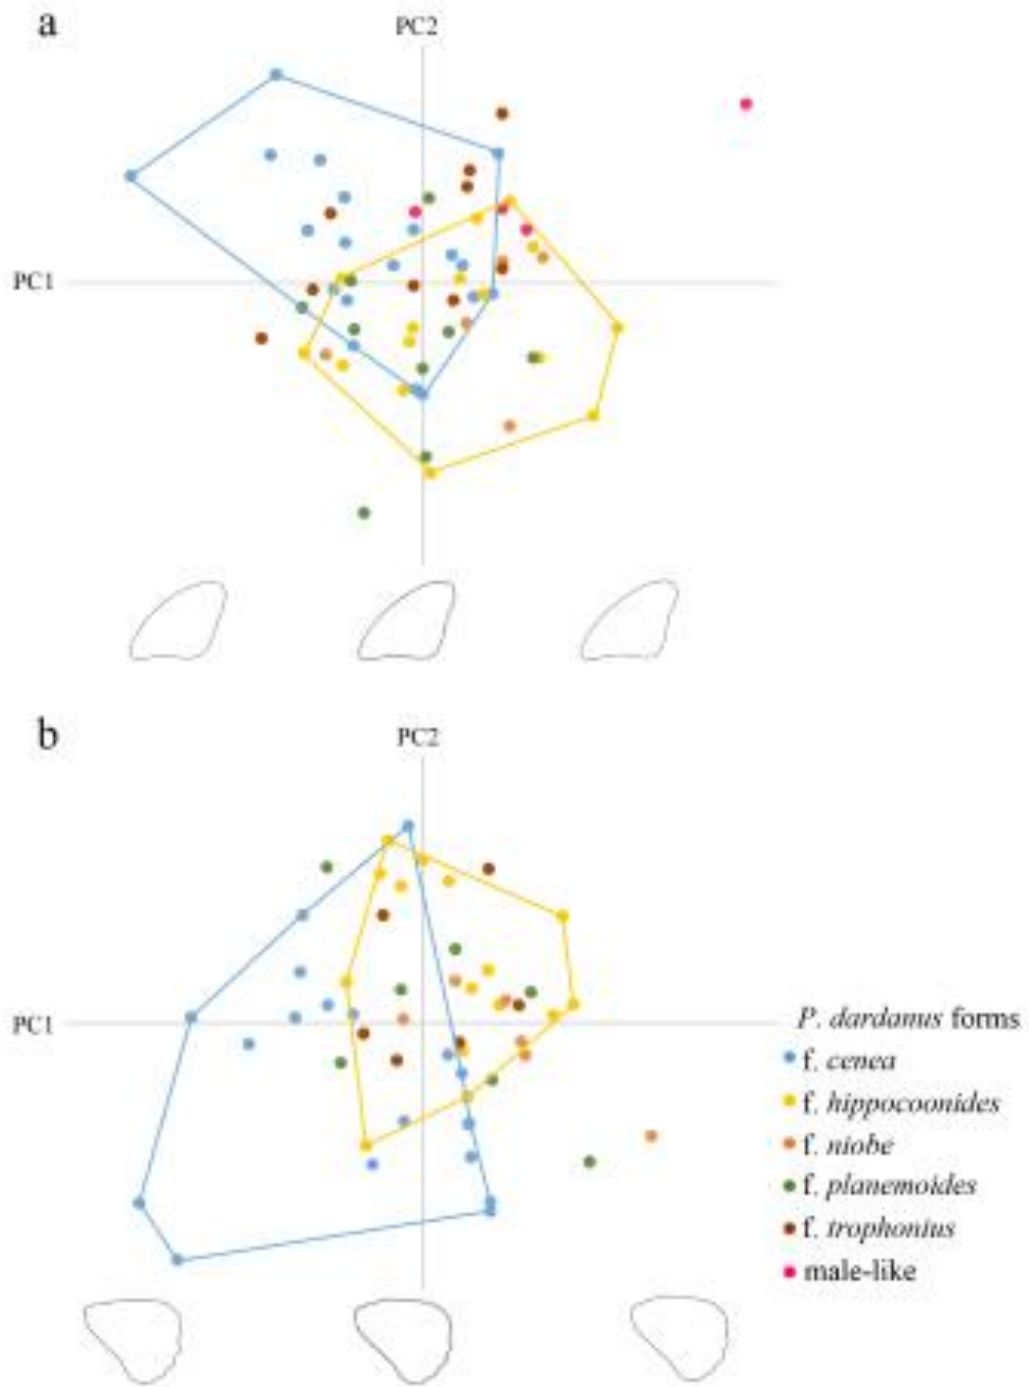 a
PC2
PC1
b
PC2
PC1
P. dardanus forms
f. cenea
f. hippocoonides
f. niobe
f. planemoides
f. trophonius
male-like